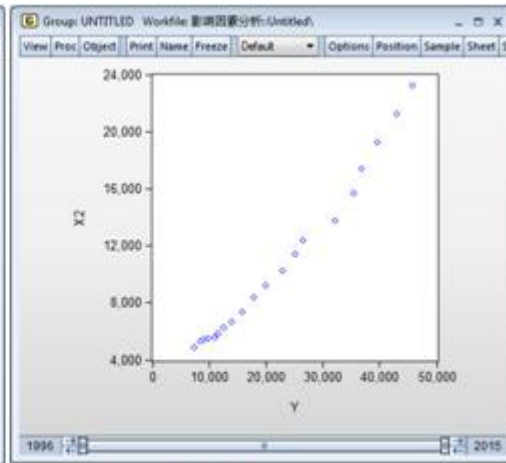 Group: UNTITLED Workfile: 影响因素分析::Untitled\
View Proc Object Print Name Freeze Default Options Position Sample Sheet
24,000
20,000
16,000
12,000
8,000
4,000
X2
0 10,000 20,000 30,000 40,000 50,000
Y
1996 2015